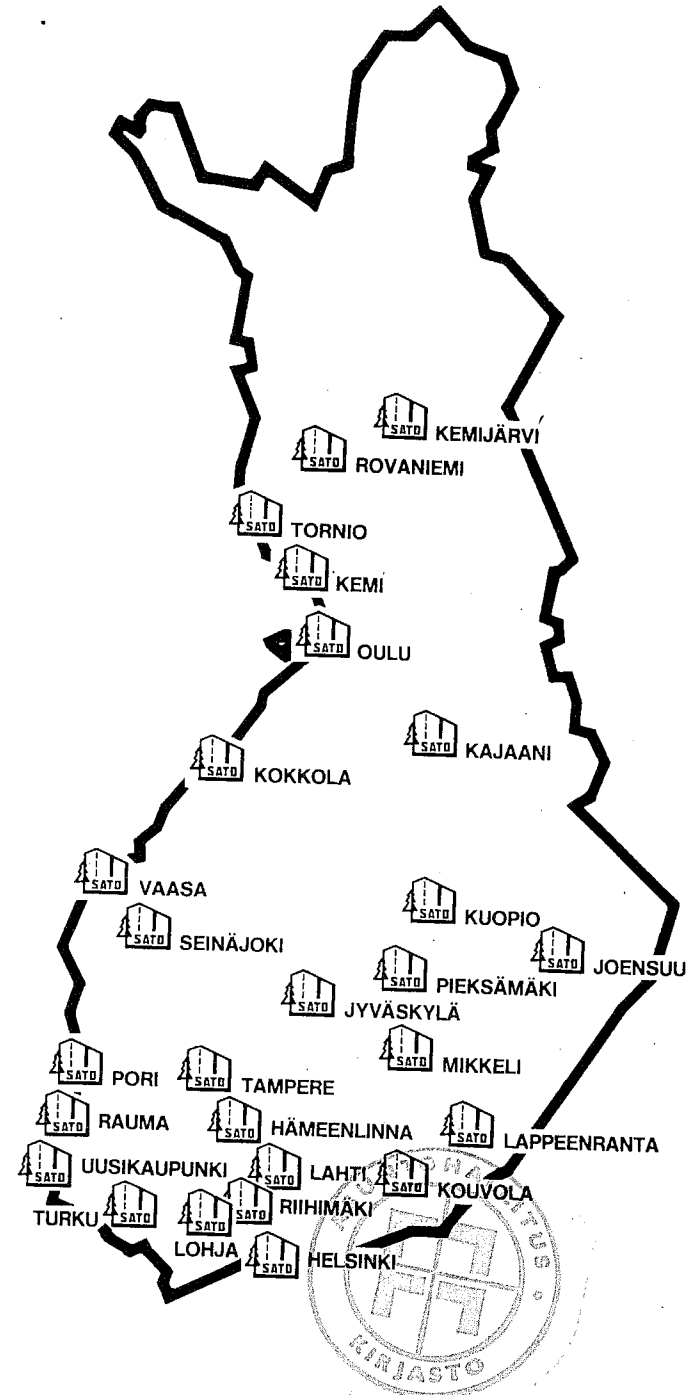 SATO KEMIJÄRVI
SATO ROVANIEMI
SATO TORNIO
SATO KEMI
SATO OULU
SATO KAJAANI
SATO KOKKOLA
SATO VAASA
SATO KUOPIO
SATO SEINÄJOKI
SATO JOENSUU
SATO PIEKSÄMÄKI
SATO JYVÄSKYLÄ
SATO MIKKELI
SATO PORI
SATO TAMPERE
SATO RAUMA
SATO HÄMEENLINNA
SATO LAPPEENRANTA
SATO UUSIKAUPUNKI
SATO LAHTI
SATO KOUVOLA
TURKU SATO
SATO RIIHIMÄKI
SATO LOHJA
SATO HELSINKI
KIRJASTO